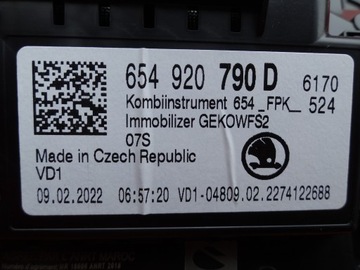 654 920 790 D 6170
Kombiinstrument 654 _FPK__ 524
Immobilizer GEKOWFS2
07S
Made in Czech Republic
VD1
09.02.2022 06:57:20 VD1-04809.02.2274122688